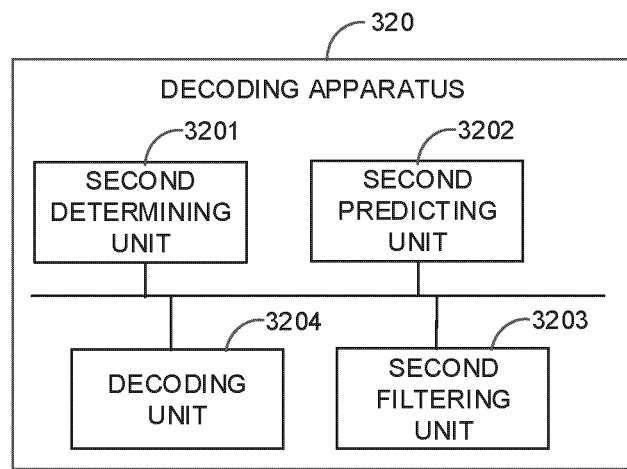 320
DECODING APPARATUS
3201
3202
SECOND
DETERMINING
UNIT
SECOND
PREDICTING
UNIT
3204
3203
DECODING
UNIT
SECOND
FILTERING
UNIT